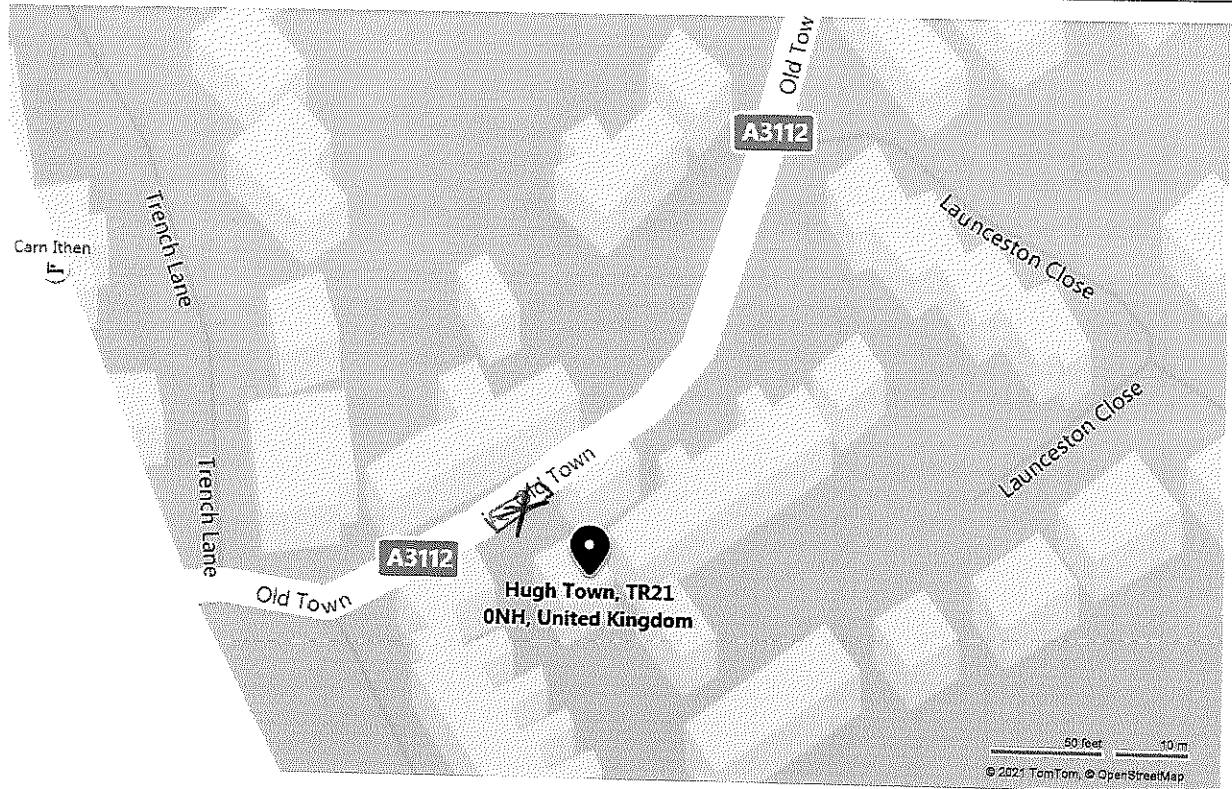 Old Tow
A3112
Launceston Close
Trench Lane
Carn Ithen
Launceston Close
Old Town
Trench Lane
A3112
Hugh Town, TR21
0NH, United Kingdom
Old Town
50 feet
10 m
© 2021 TomTom, © OpenStreetMap